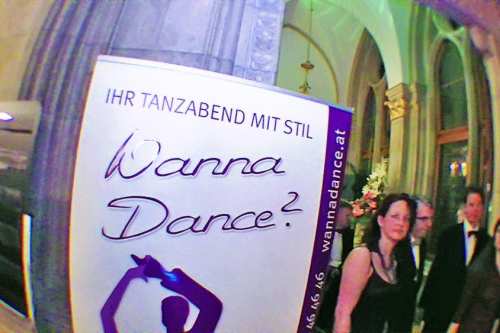 IHR TANZABEND MIT STIL
Wanna
Dance?
wannadance.at
46 46 46